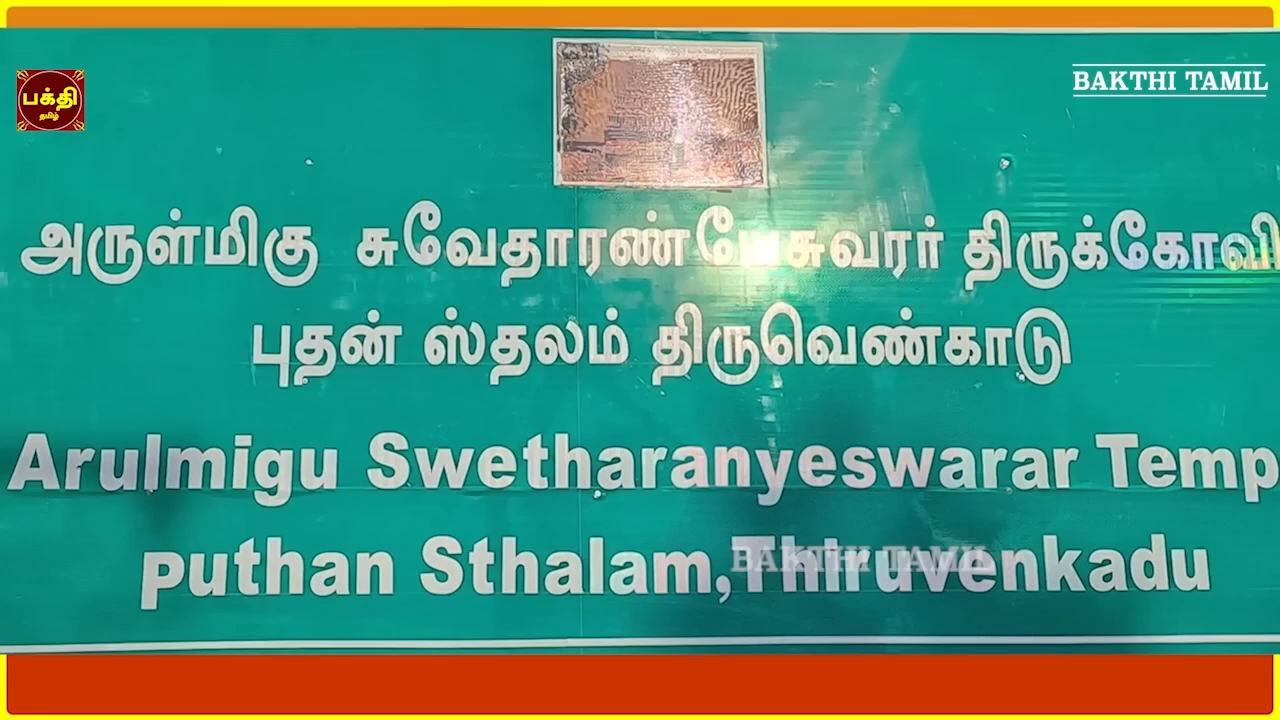 பக்தி
தமிழ்
BAKTHI TAMIL
அருள்மிகு சுவேதாரண்யேசுவரர் திருக்கோவி
புதன் ஸ்தலம் திருவெண்காடு
Arulmigu Swetharanyeswarar Temp
puthan Sthalam,Thiruvenkadu
BAKTHI TAMIL